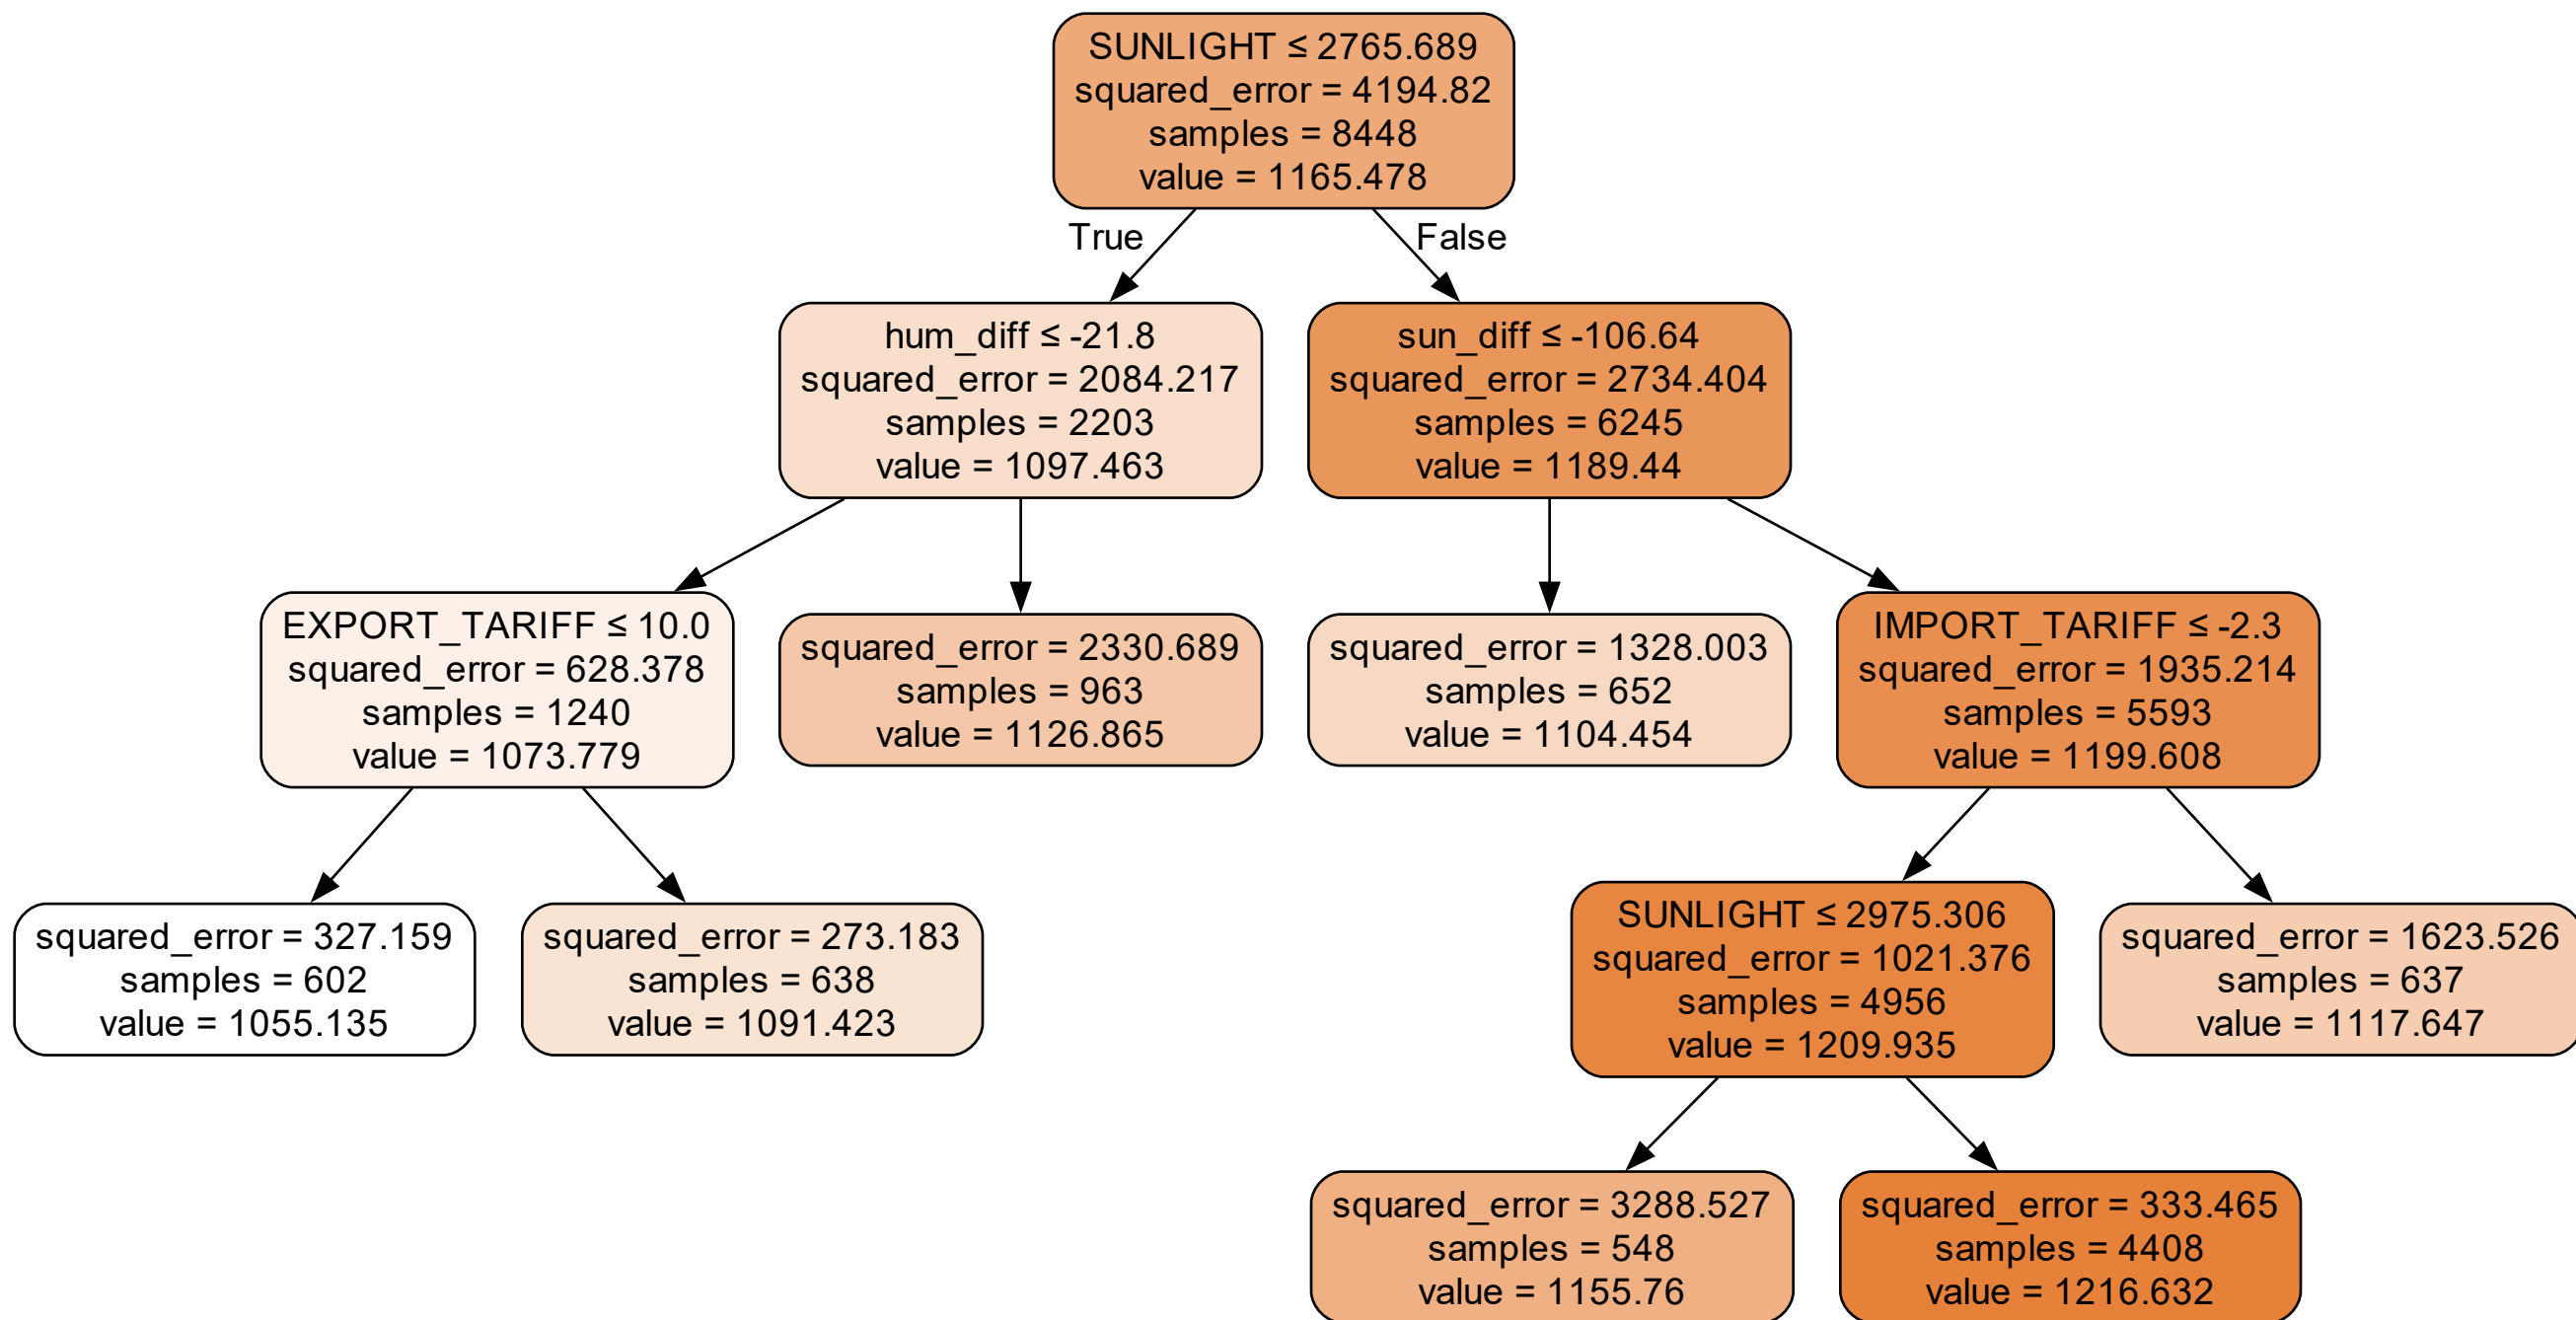 SUNLIGHT ≤ 2765.689
squared_error = 4194.82
samples = 8448
value = 1165.478
True
False
hum_diff ≤ -21.8
squared_error = 2084.217
samples = 2203
value = 1097.463
sun_diff ≤ -106.64
squared_error = 2734.404
samples = 6245
value = 1189.44
EXPORT_TARIFF ≤ 10.0
squared_error = 628.378
samples = 1240
value = 1073.779
squared_error = 2330.689
samples = 963
value = 1126.865
squared_error = 1328.003
samples = 652
value = 1104.454
IMPORT_TARIFF ≤ -2.3
squared_error = 1935.214
samples = 5593
value = 1199.608
squared_error = 327.159
samples = 602
value = 1055.135
squared_error = 273.183
samples = 638
value = 1091.423
SUNLIGHT ≤ 2975.306
squared_error = 1021.376
samples = 4956
value = 1209.935
squared_error = 1623.526
samples = 637
value = 1117.647
squared_error = 3288.527
samples = 548
value = 1155.76
squared_error = 333.465
samples = 4408
value = 1216.632